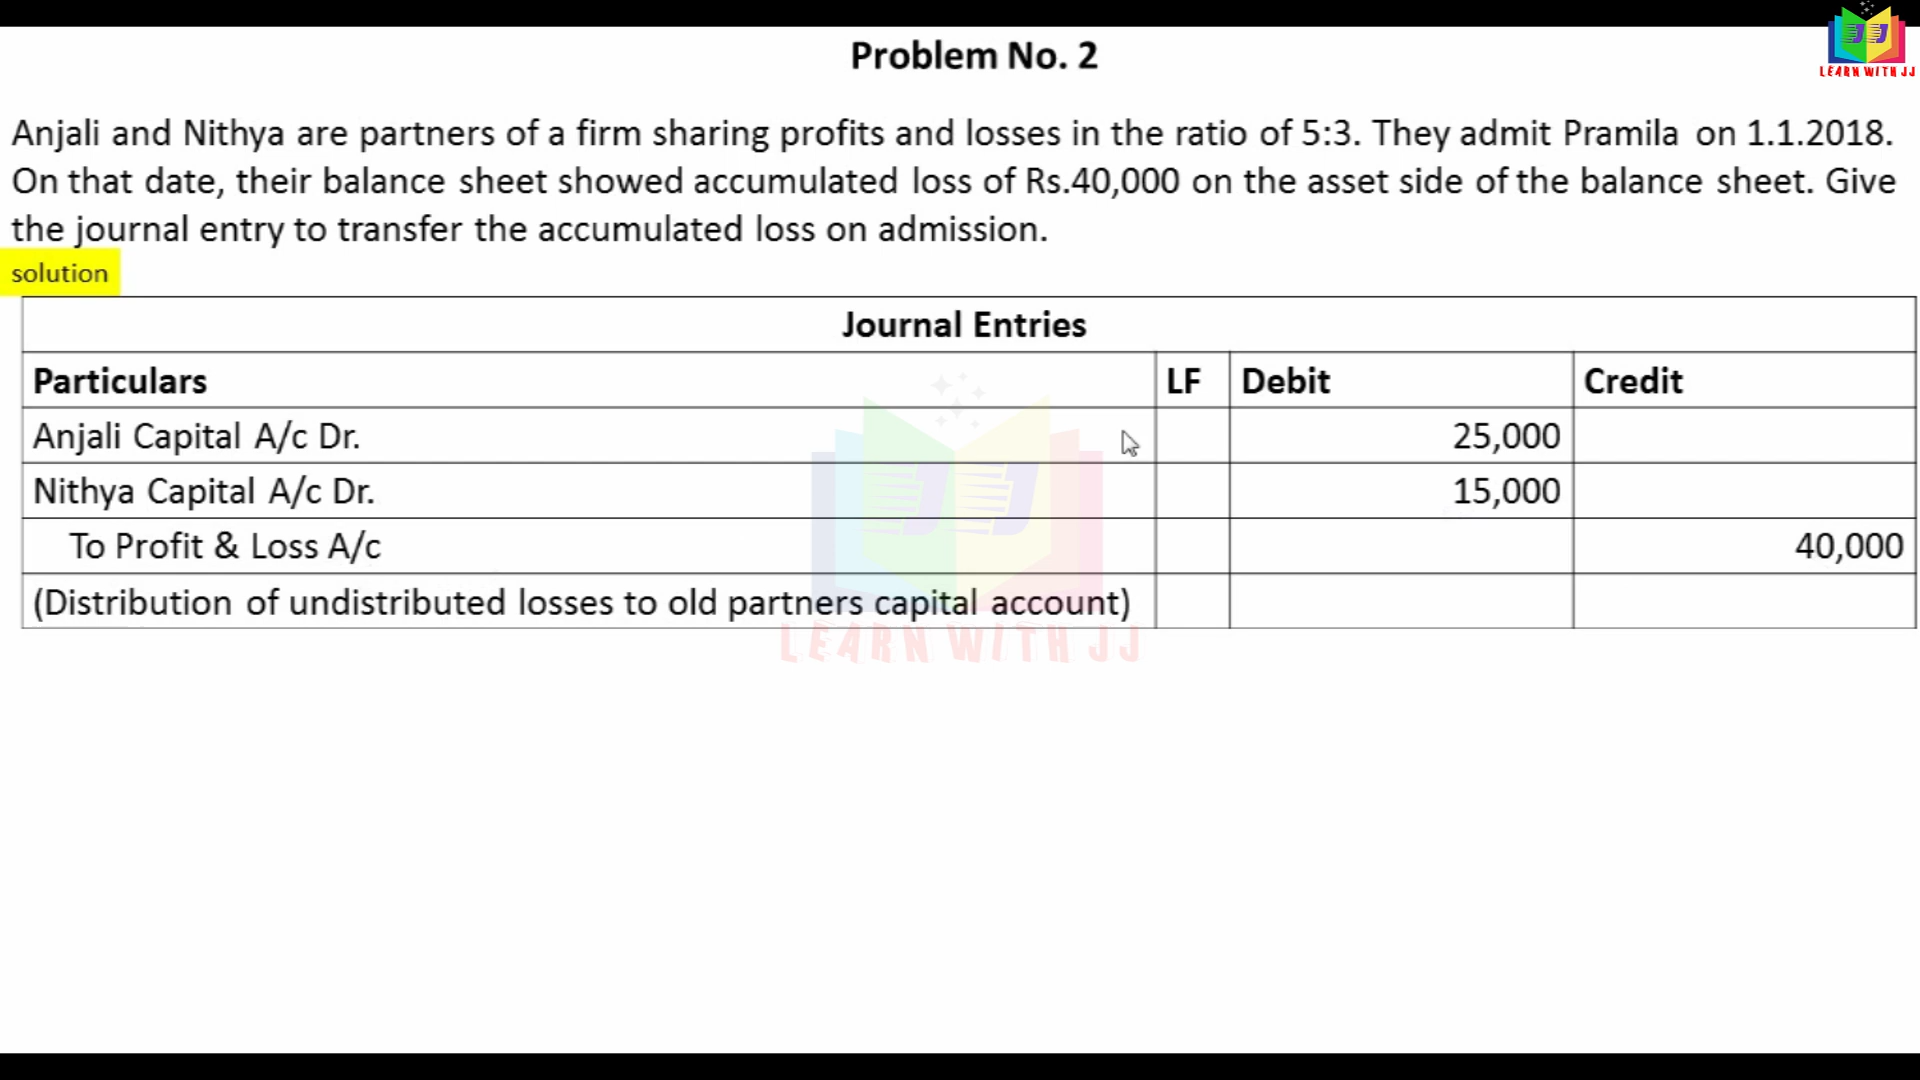 LEARN WITH JJ
Problem No. 2
Anjali and Nithya are partners of a firm sharing profits and losses in the ratio of 5:3. They admit Pramila on 1.1.2018.
On that date, their balance sheet showed accumulated loss of Rs.40,000 on the asset side of the balance sheet. Give
the journal entry to transfer the accumulated loss on admission.
solution
Journal Entries
Particulars LF Debit Credit
Anjali Capital A/c Dr. 25,000
Nithya Capital A/c Dr. 15,000
To Profit & Loss A/c 40,000
(Distribution of undistributed losses to old partners capital account)
JJ
LEARN WITH JJ